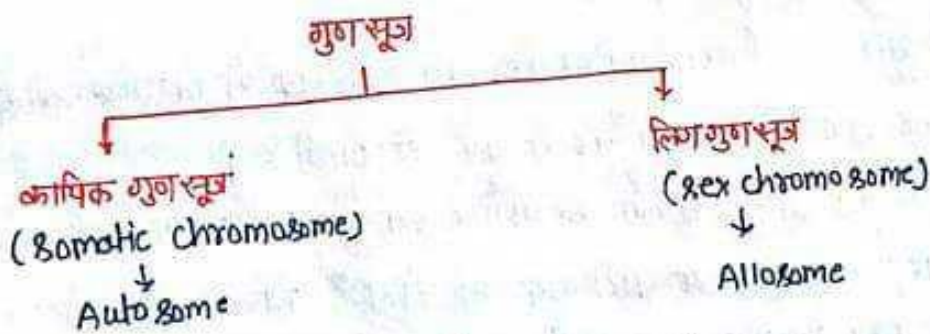 गुणसूत्र
कायिक गुणसूत्र
(somatic chromosome)
Autosome
लिंग गुणसूत्र
(sex chromosome)
Allosome